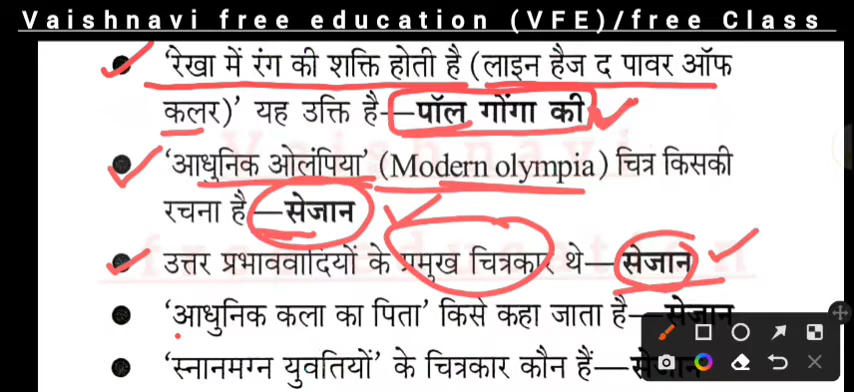 Vaishnavi free education (VFE)/free Class
● ‘रेखा में रंग की शक्ति होती है (लाइन हैज द पावर ऑफ
कलर)’ यह उक्ति है—पॉल गोंगा की
● ‘आधुनिक ओलंपिया’ (Modern olympia) चित्र किसकी
रचना है—सेजान
● उत्तर प्रभाववादियों के प्रमुख चित्रकार थे—सेजान
● ‘आधुनिक कला का पिता’ किसे कहा जाता है—सेजान
● ‘स्नानमग्न युवतियों’ के चित्रकार कौन हैं—सेजान